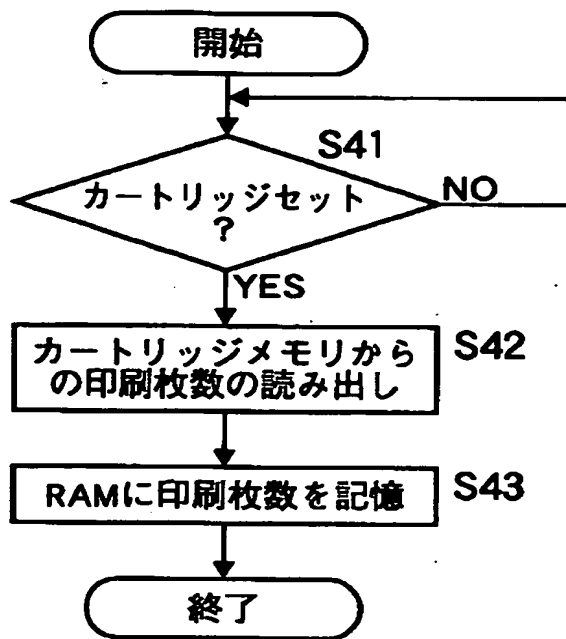 開始
S41
カートリッジセット
?
NO
YES
カートリッジメモリから
の印刷枚数の読み出し
S42
RAMに印刷枚数を記憶
S43
終了